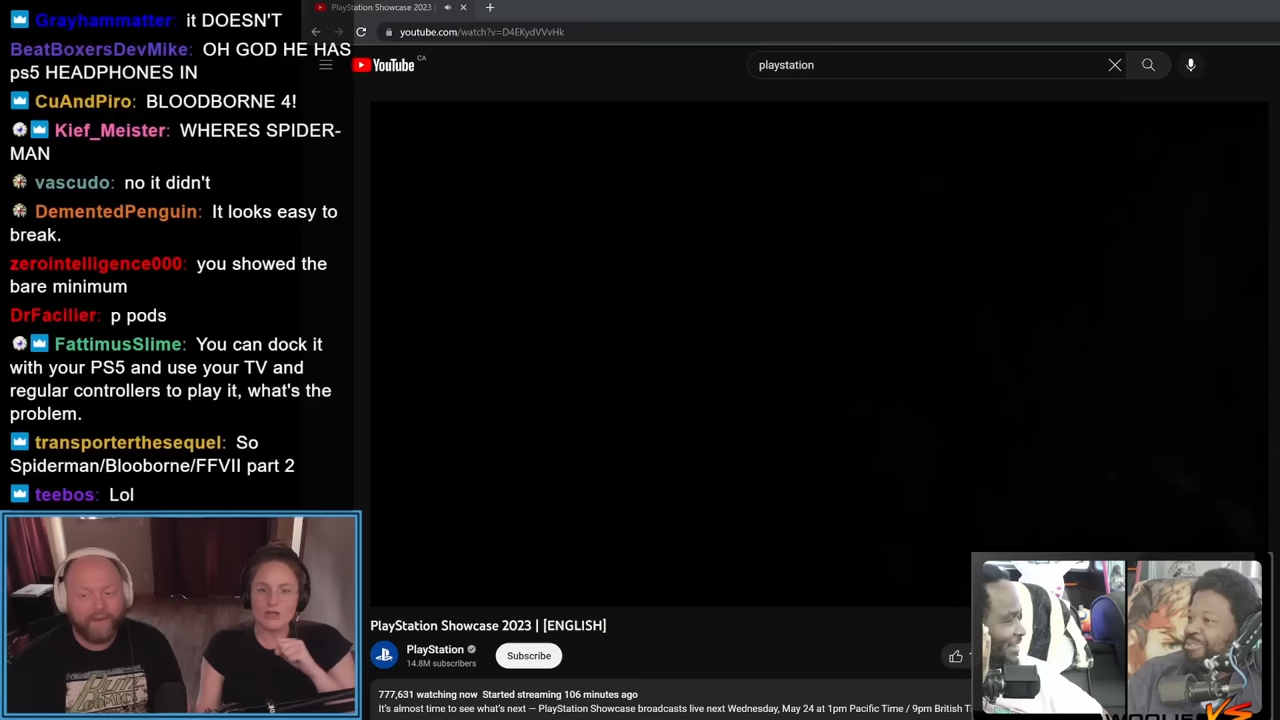 Grayhammatter: it DOESN'T
BeatBoxersDevMike: OH GOD HE HAS
ps5 HEADPHONES IN
CuAndPiro: BLOODBORNE 4!
Kief_Meister: WHERES SPIDER-
MAN
vascudo: no it didn't
DementedPenguin: It looks easy to
break.
zerointelligence000: you showed the
bare minimum
DrFaciller: p pods
FattimusSlime: You can dock it
with your PS5 and use your TV and
regular controllers to play it, what's the
problem.
transporterthesequel: So
Spiderman/Blooborne/FFVII part 2
teebos: Lol
PlayStation Showcase 2023 |
youtube.com/watch?v=D4EKydVVvHk
YouTube CA
playstation
PlayStation Showcase 2023 | [ENGLISH]
PlayStation
14.8M subscribers
Subscribe
777,631 watching now Started streaming 106 minutes ago
It's almost time to see what's next — PlayStation Showcase broadcasts live next Wednesday, May 24 at 1pm Pacific Time / 9pm British T
VS